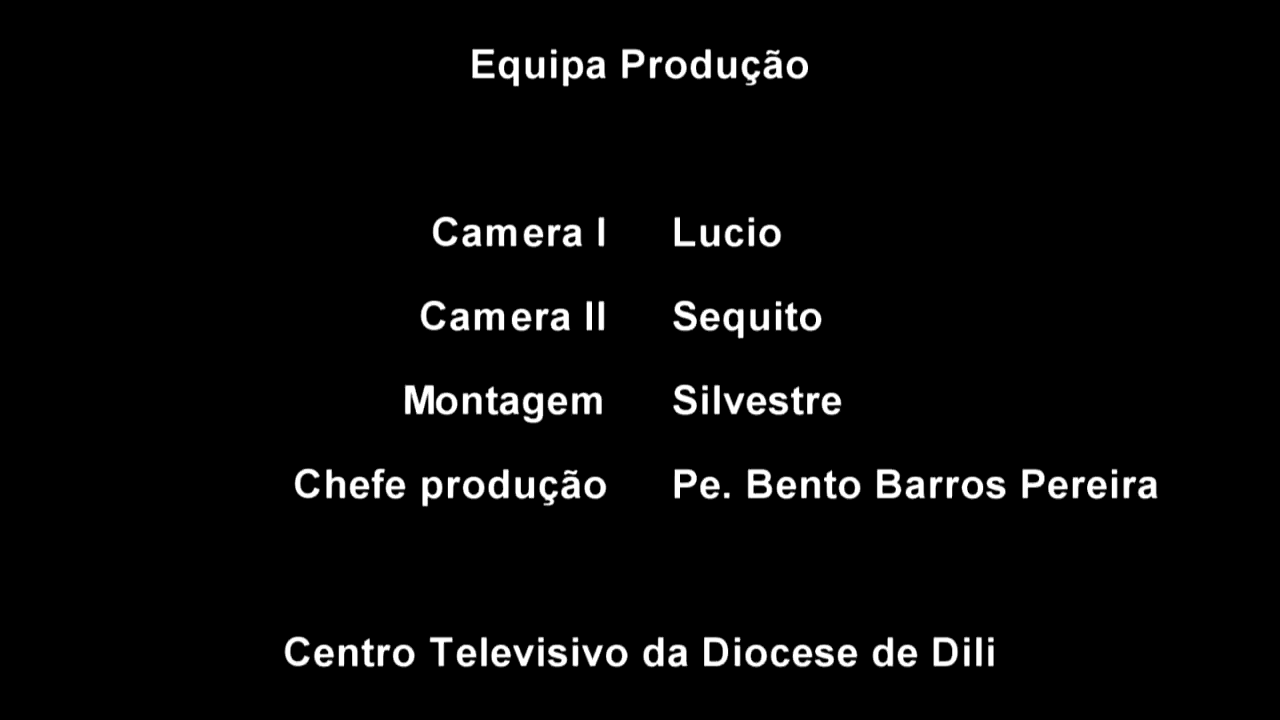 Equipa Produção
Camera I Lucio
Camera II Sequito
Montagem Silvestre
Chefe produção Pe. Bento Barros Pereira
Centro Televisivo da Diocese de Dili